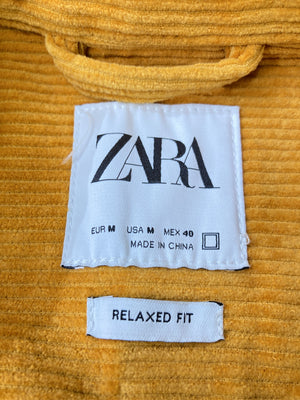 ZARA
EUR M USA M MEX 40
MADE IN CHINA
RELAXED FIT